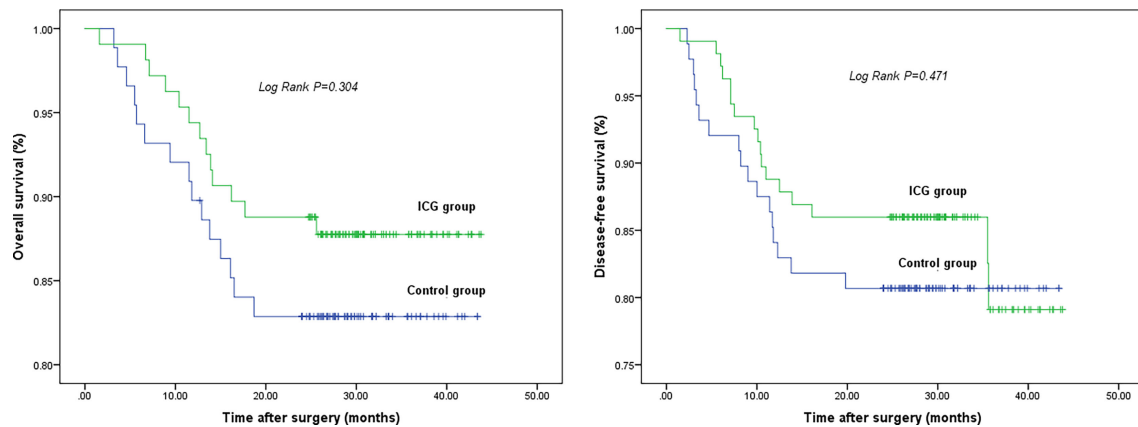 Overall survival (%)
1.00
0.95
0.90
0.85
0.80
Log Rank P=0.304
ICG group
Control group
.00 10.00 20.00 30.00 40.00 50.00
Time after surgery (months)
Disease-free survival (%)
1.00
0.95
0.90
0.85
0.80
0.75
Log Rank P=0.471
ICG group
Control group
.00 10.00 20.00 30.00 40.00 50.00
Time after surgery (months)